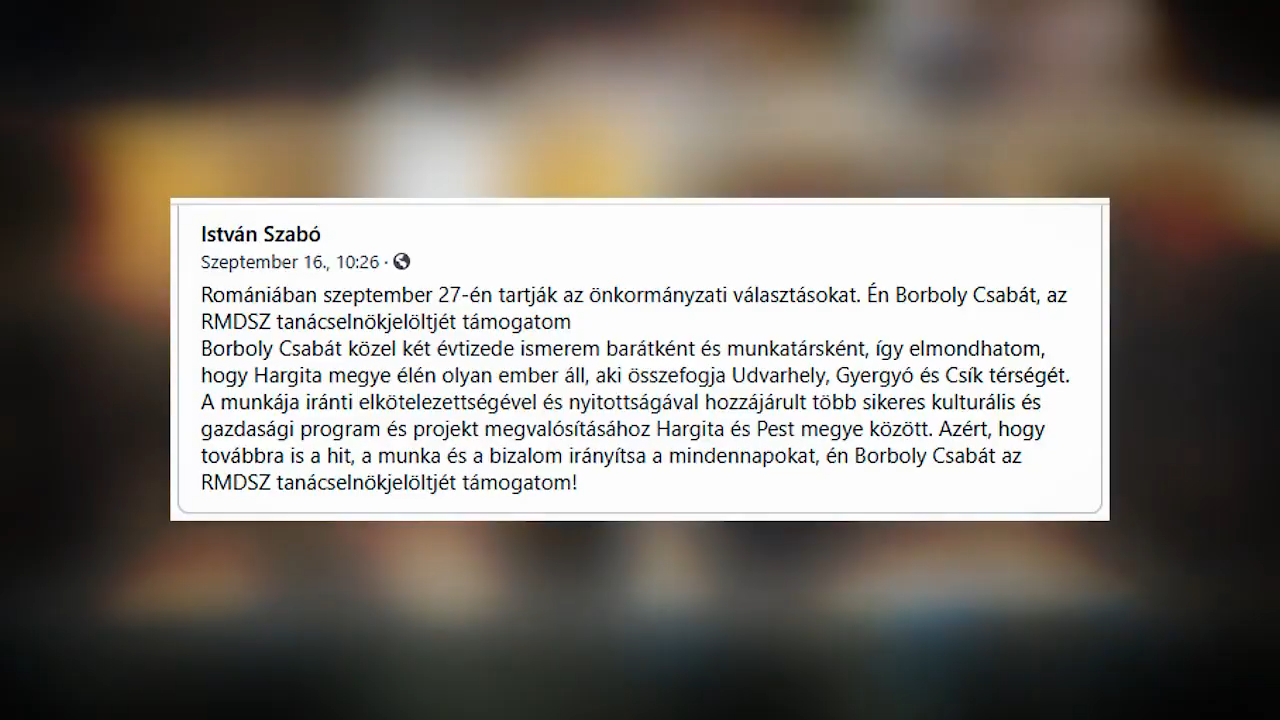 István Szabó
Szeptember 16., 10:26 ·
Romániában szeptember 27-én tartják az önkormányzati választásokat. Én Borboly Csabát, az
RMDSZ tanácselnökjelöltjét támogatom
Borboly Csabát közel két évtizede ismerem barátként és munkatársként, így elmondhatom,
hogy Hargita megye élén olyan ember áll, aki összefogja Udvarhely, Gyergyó és Csík térségét.
A munkája iránti elkötelezettségével és nyitottságával hozzájárult több sikeres kulturális és
gazdasági program és projekt megvalósításához Hargita és Pest megye között. Azért, hogy
továbbra is a hit, a munka és a bizalom irányítsa a mindennapokat, én Borboly Csabát az
RMDSZ tanácselnökjelöltjét támogatom!